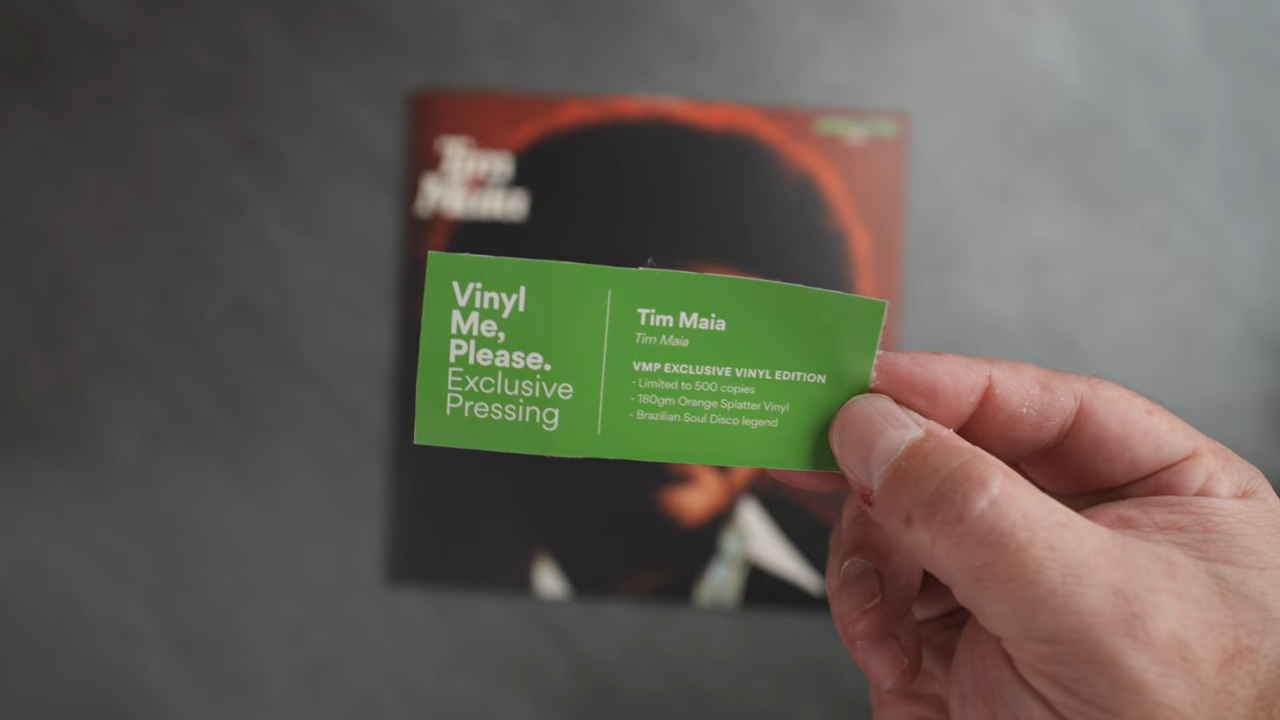 Tim
Maia
Vinyl
Me,
Please.
Exclusive
Pressing
Tim Maia
Tim Maia
VMP EXCLUSIVE VINYL EDITION
- Limited to 500 copies
- 180gm Orange Splatter Vinyl
- Brazilian Soul Disco legend